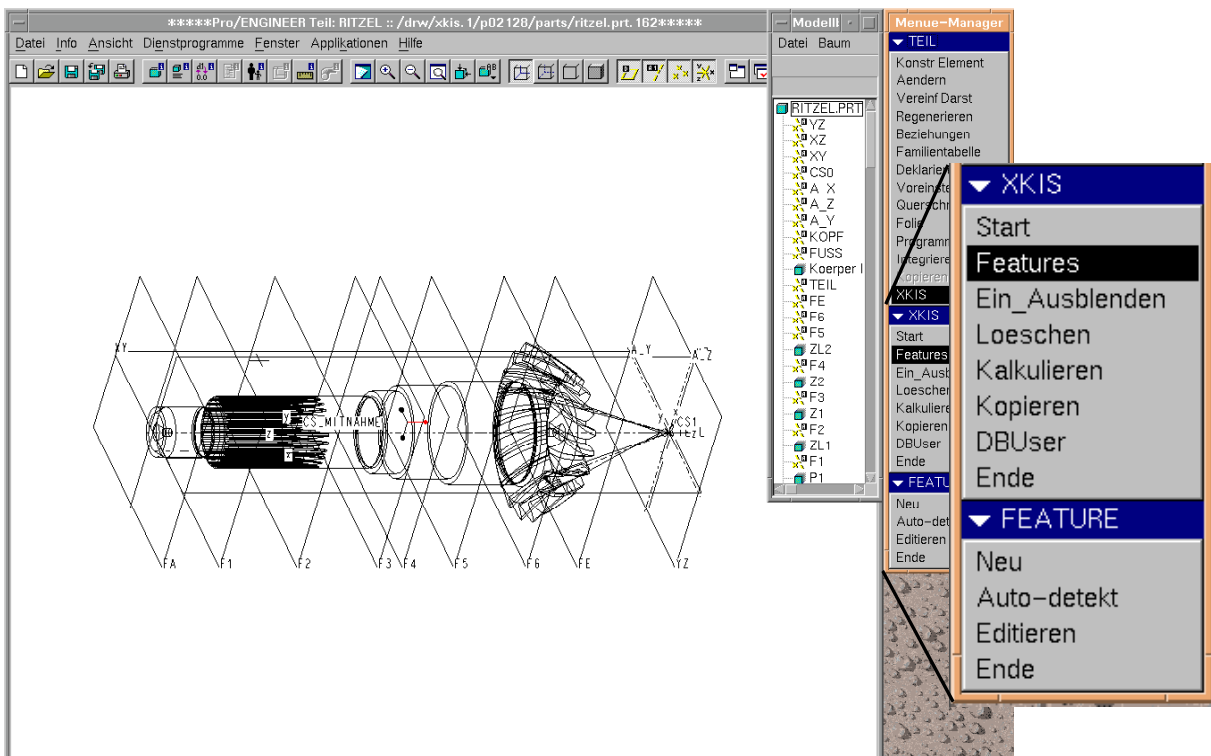 *****Pro/ENGINEER Teil: RITZEL :: /drw/xkis. 1/p02128/parts/ritzel.prt. 162*****
Datei Info Ansicht Dienstprogramme Fenster Applikationen Hilfe
XY
A_Y
A_Z
CS_MITNAHME
Y
Z
X
CS1
FA
F1
F2
F3
F4
F5
F6
FE
YZ
Datei Baum
RITZEL.PRT
YZ
XZ
XY
CS0
A_X
A_Z
A_Y
KOPF
FUSS
Koerper
TEIL
FE
F6
F5
ZL2
F4
Z2
F3
Z1
F2
ZL1
F1
P1
Menue-Manager
TEIL
Konstr Element
Aendern
Vereinf Darst
Regenerieren
Beziehungen
Familientabelle
XKIS
XKIS
Start
Features
Loeschen
Kopieren
DBUser
Ende
Neu
Editieren
Ende
XKIS
Start
Features
Ein_Ausblenden
Loeschen
Kalkulieren
Kopieren
DBUser
Ende
FEATURE
Neu
Auto-detekt
Editieren
Ende